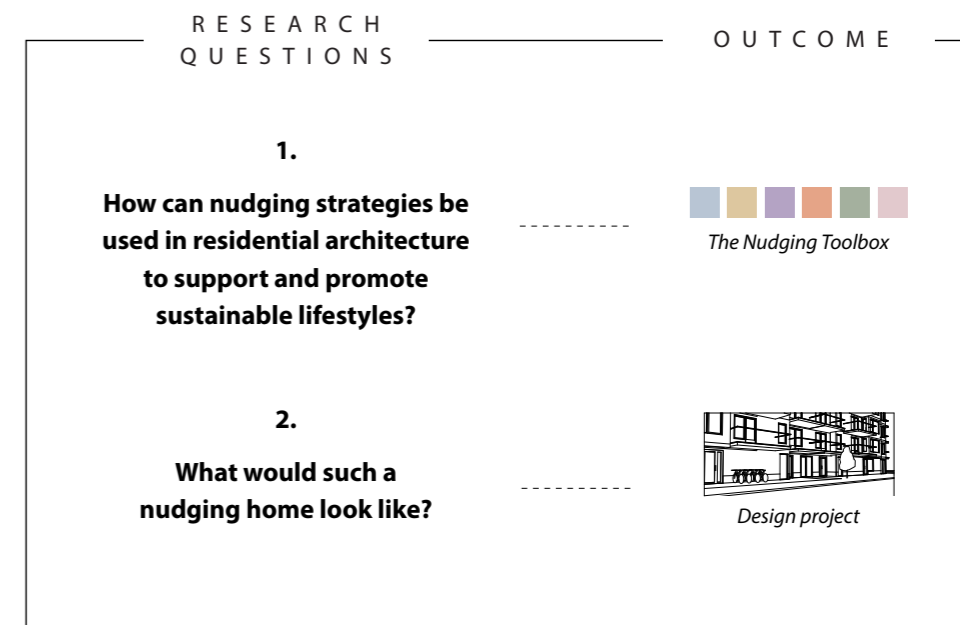 RESEARCH
QUESTIONS
OUTCOME
1.
How can nudging strategies be
used in residential architecture
to support and promote
sustainable lifestyles?
The Nudging Toolbox
2.
What would such a
nudging home look like?
Design project